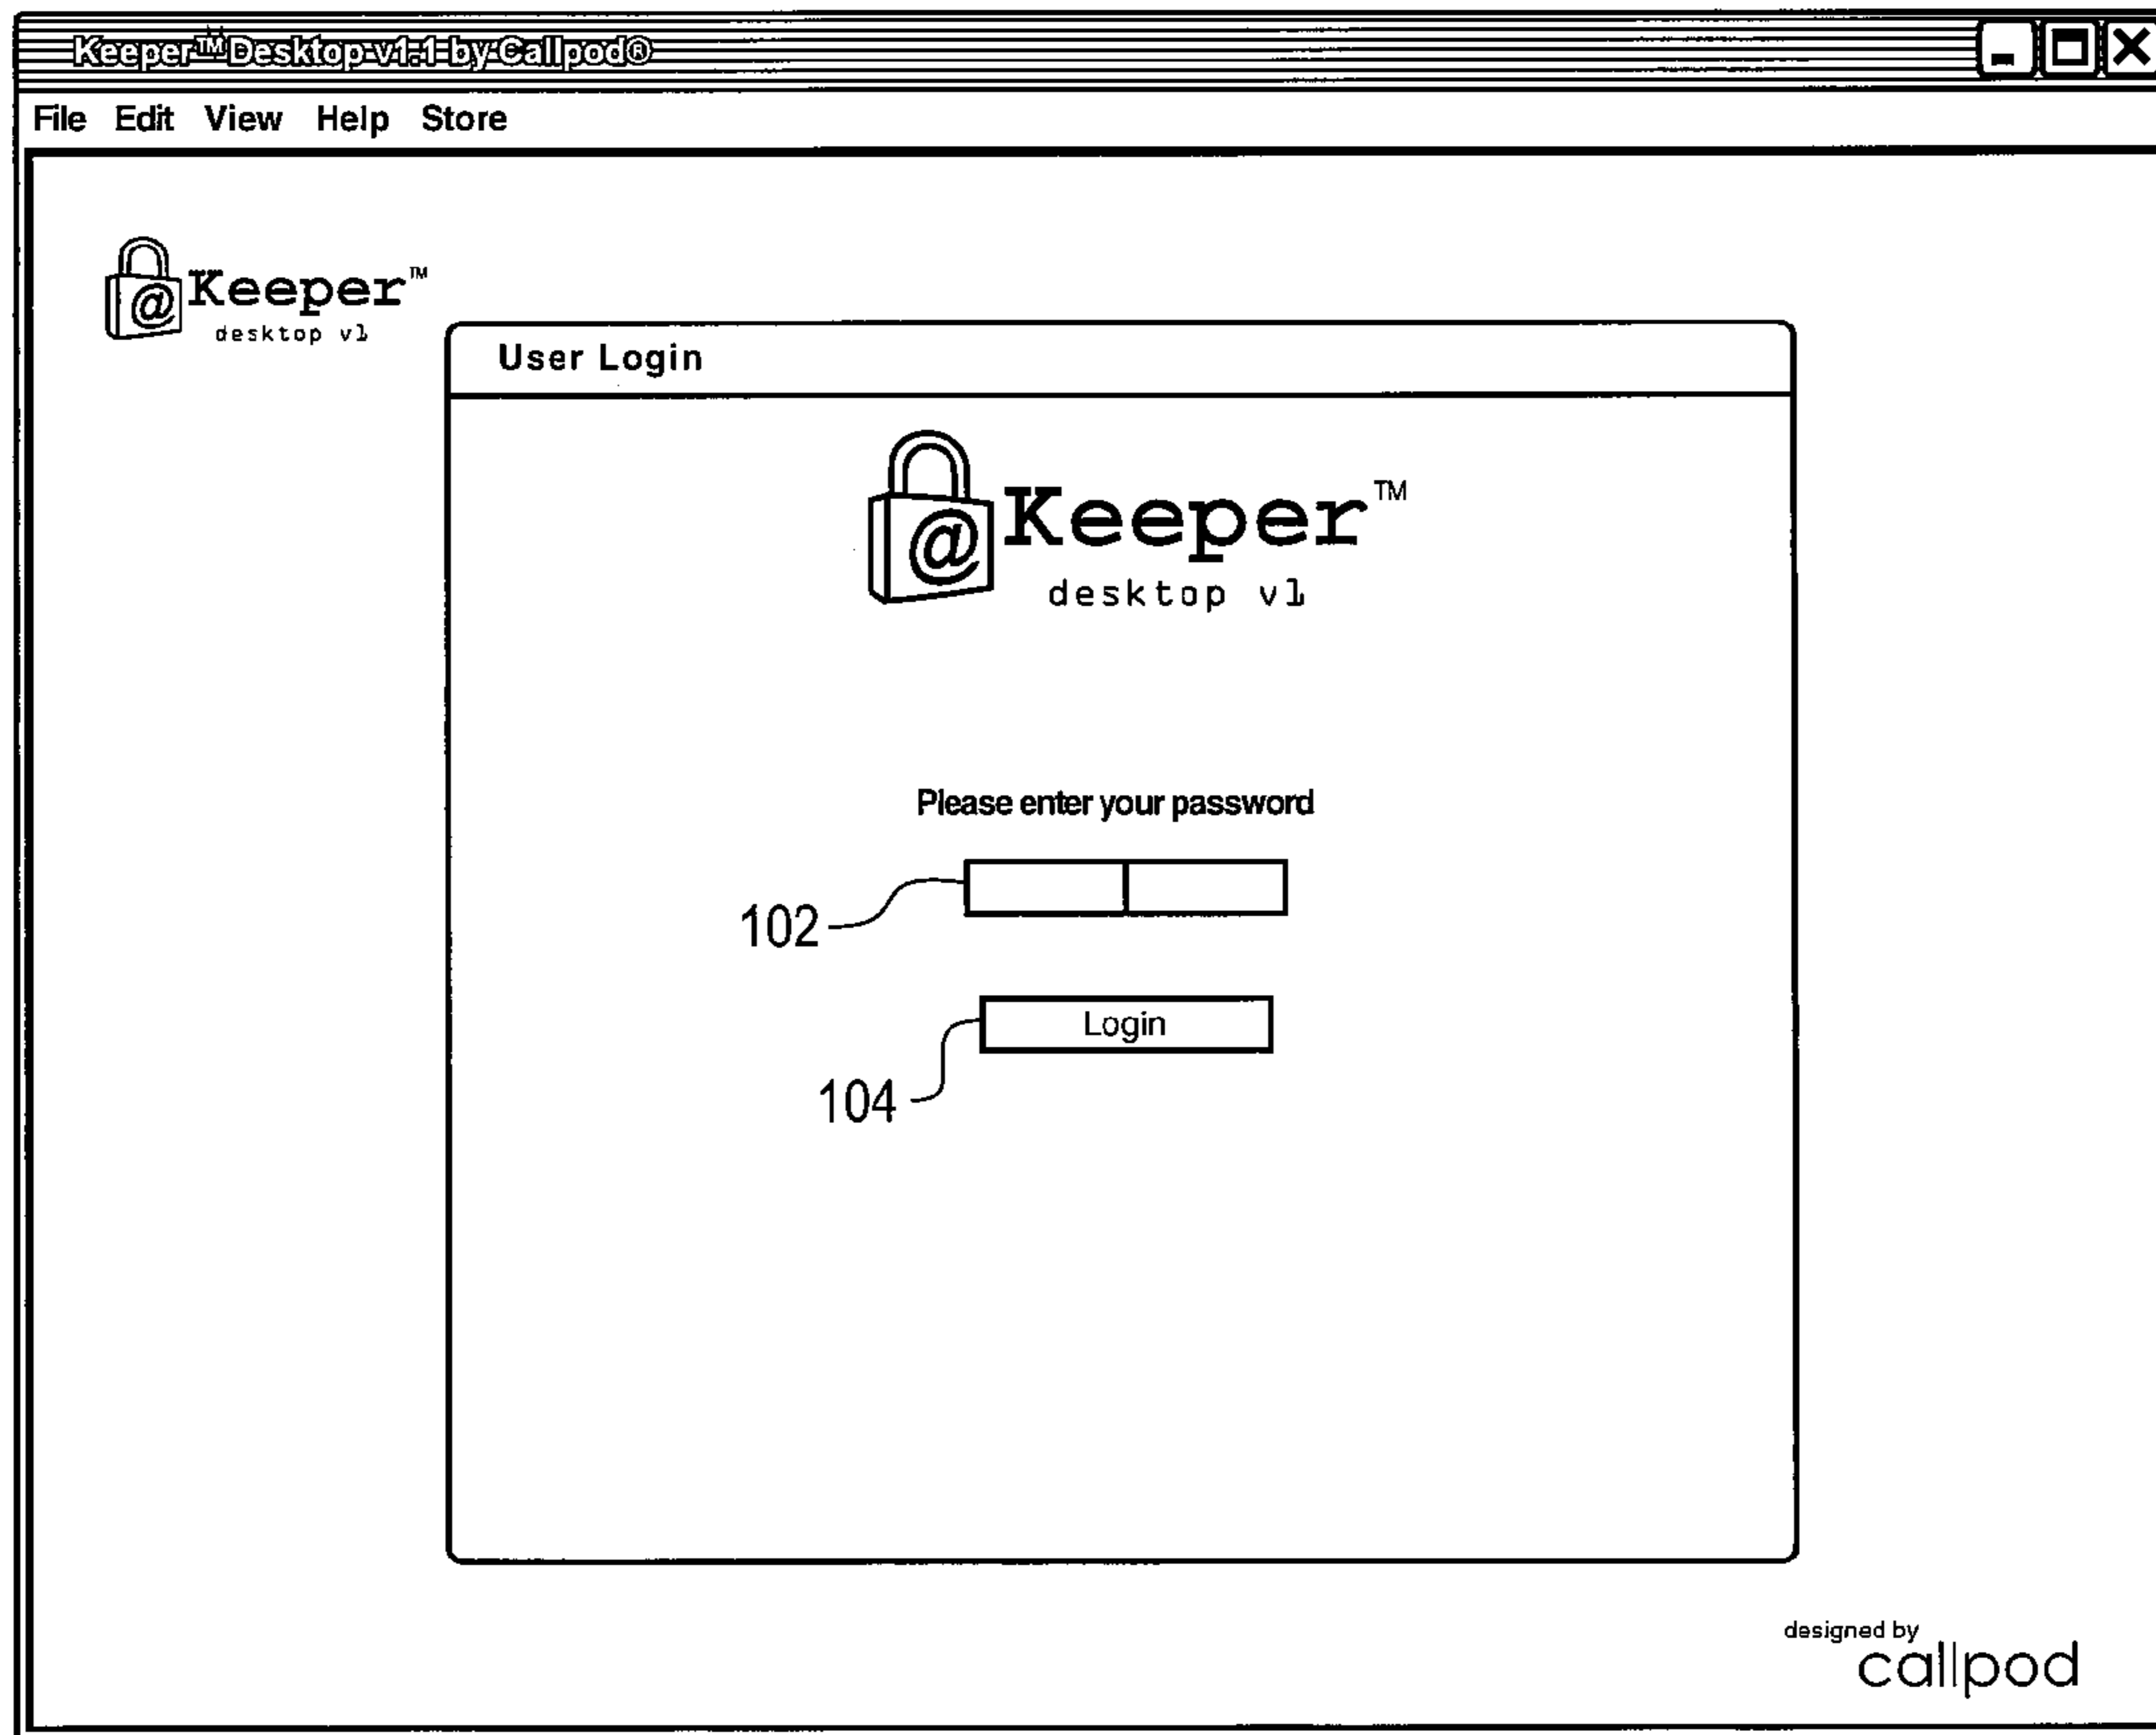 Keeper™ Desktop v1.1 by Callpod®
File Edit View Help Store
@ Keeper™
desktop v1
User Login
@ Keeper™
desktop v1
Please enter your password
102
Login
104
designed by
callpod